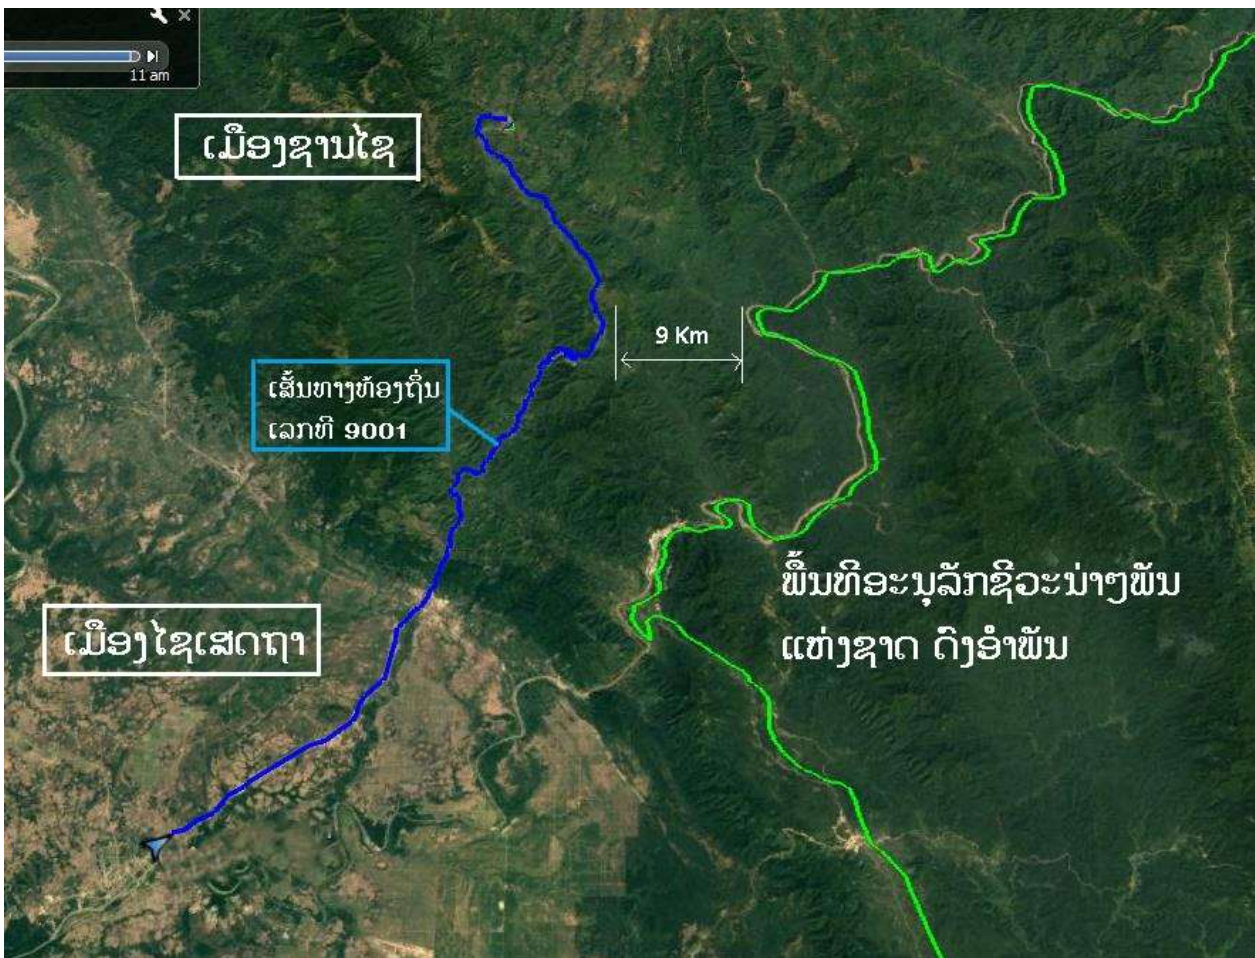 11 am
ເມືອງຊານໄຊ
9 Km
ເສັ້ນທາງທ້ອງຖິ່ນ
ເລກທີ 9001
ພື້ນທີອະນຸລັກຊີວະນ່າໆພັນ
ແຫ່ງຊາດ ດົງອຳພັນ
ເມືອງໄຊເສດຖາ